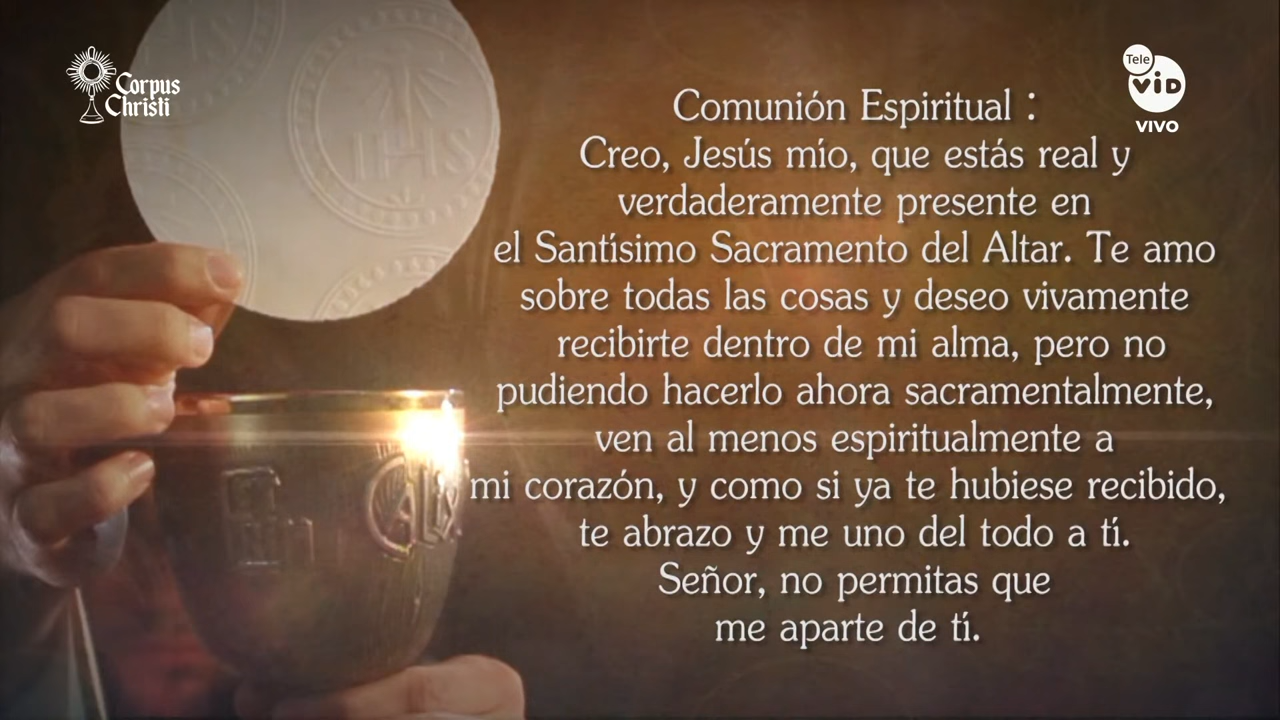 Corpus
Christi
Tele
ViD
VIVO
IHS
Comunión Espiritual :
Creo, Jesús mío, que estás real y
verdaderamente presente en
el Santísimo Sacramento del Altar. Te amo
sobre todas las cosas y deseo vivamente
recibirte dentro de mi alma, pero no
pudiendo hacerlo ahora sacramentalmente,
ven al menos espiritualmente a
mi corazón, y como si ya te hubiese recibido,
te abrazo y me uno del todo a tí.
Señor, no permitas que
me aparte de tí.